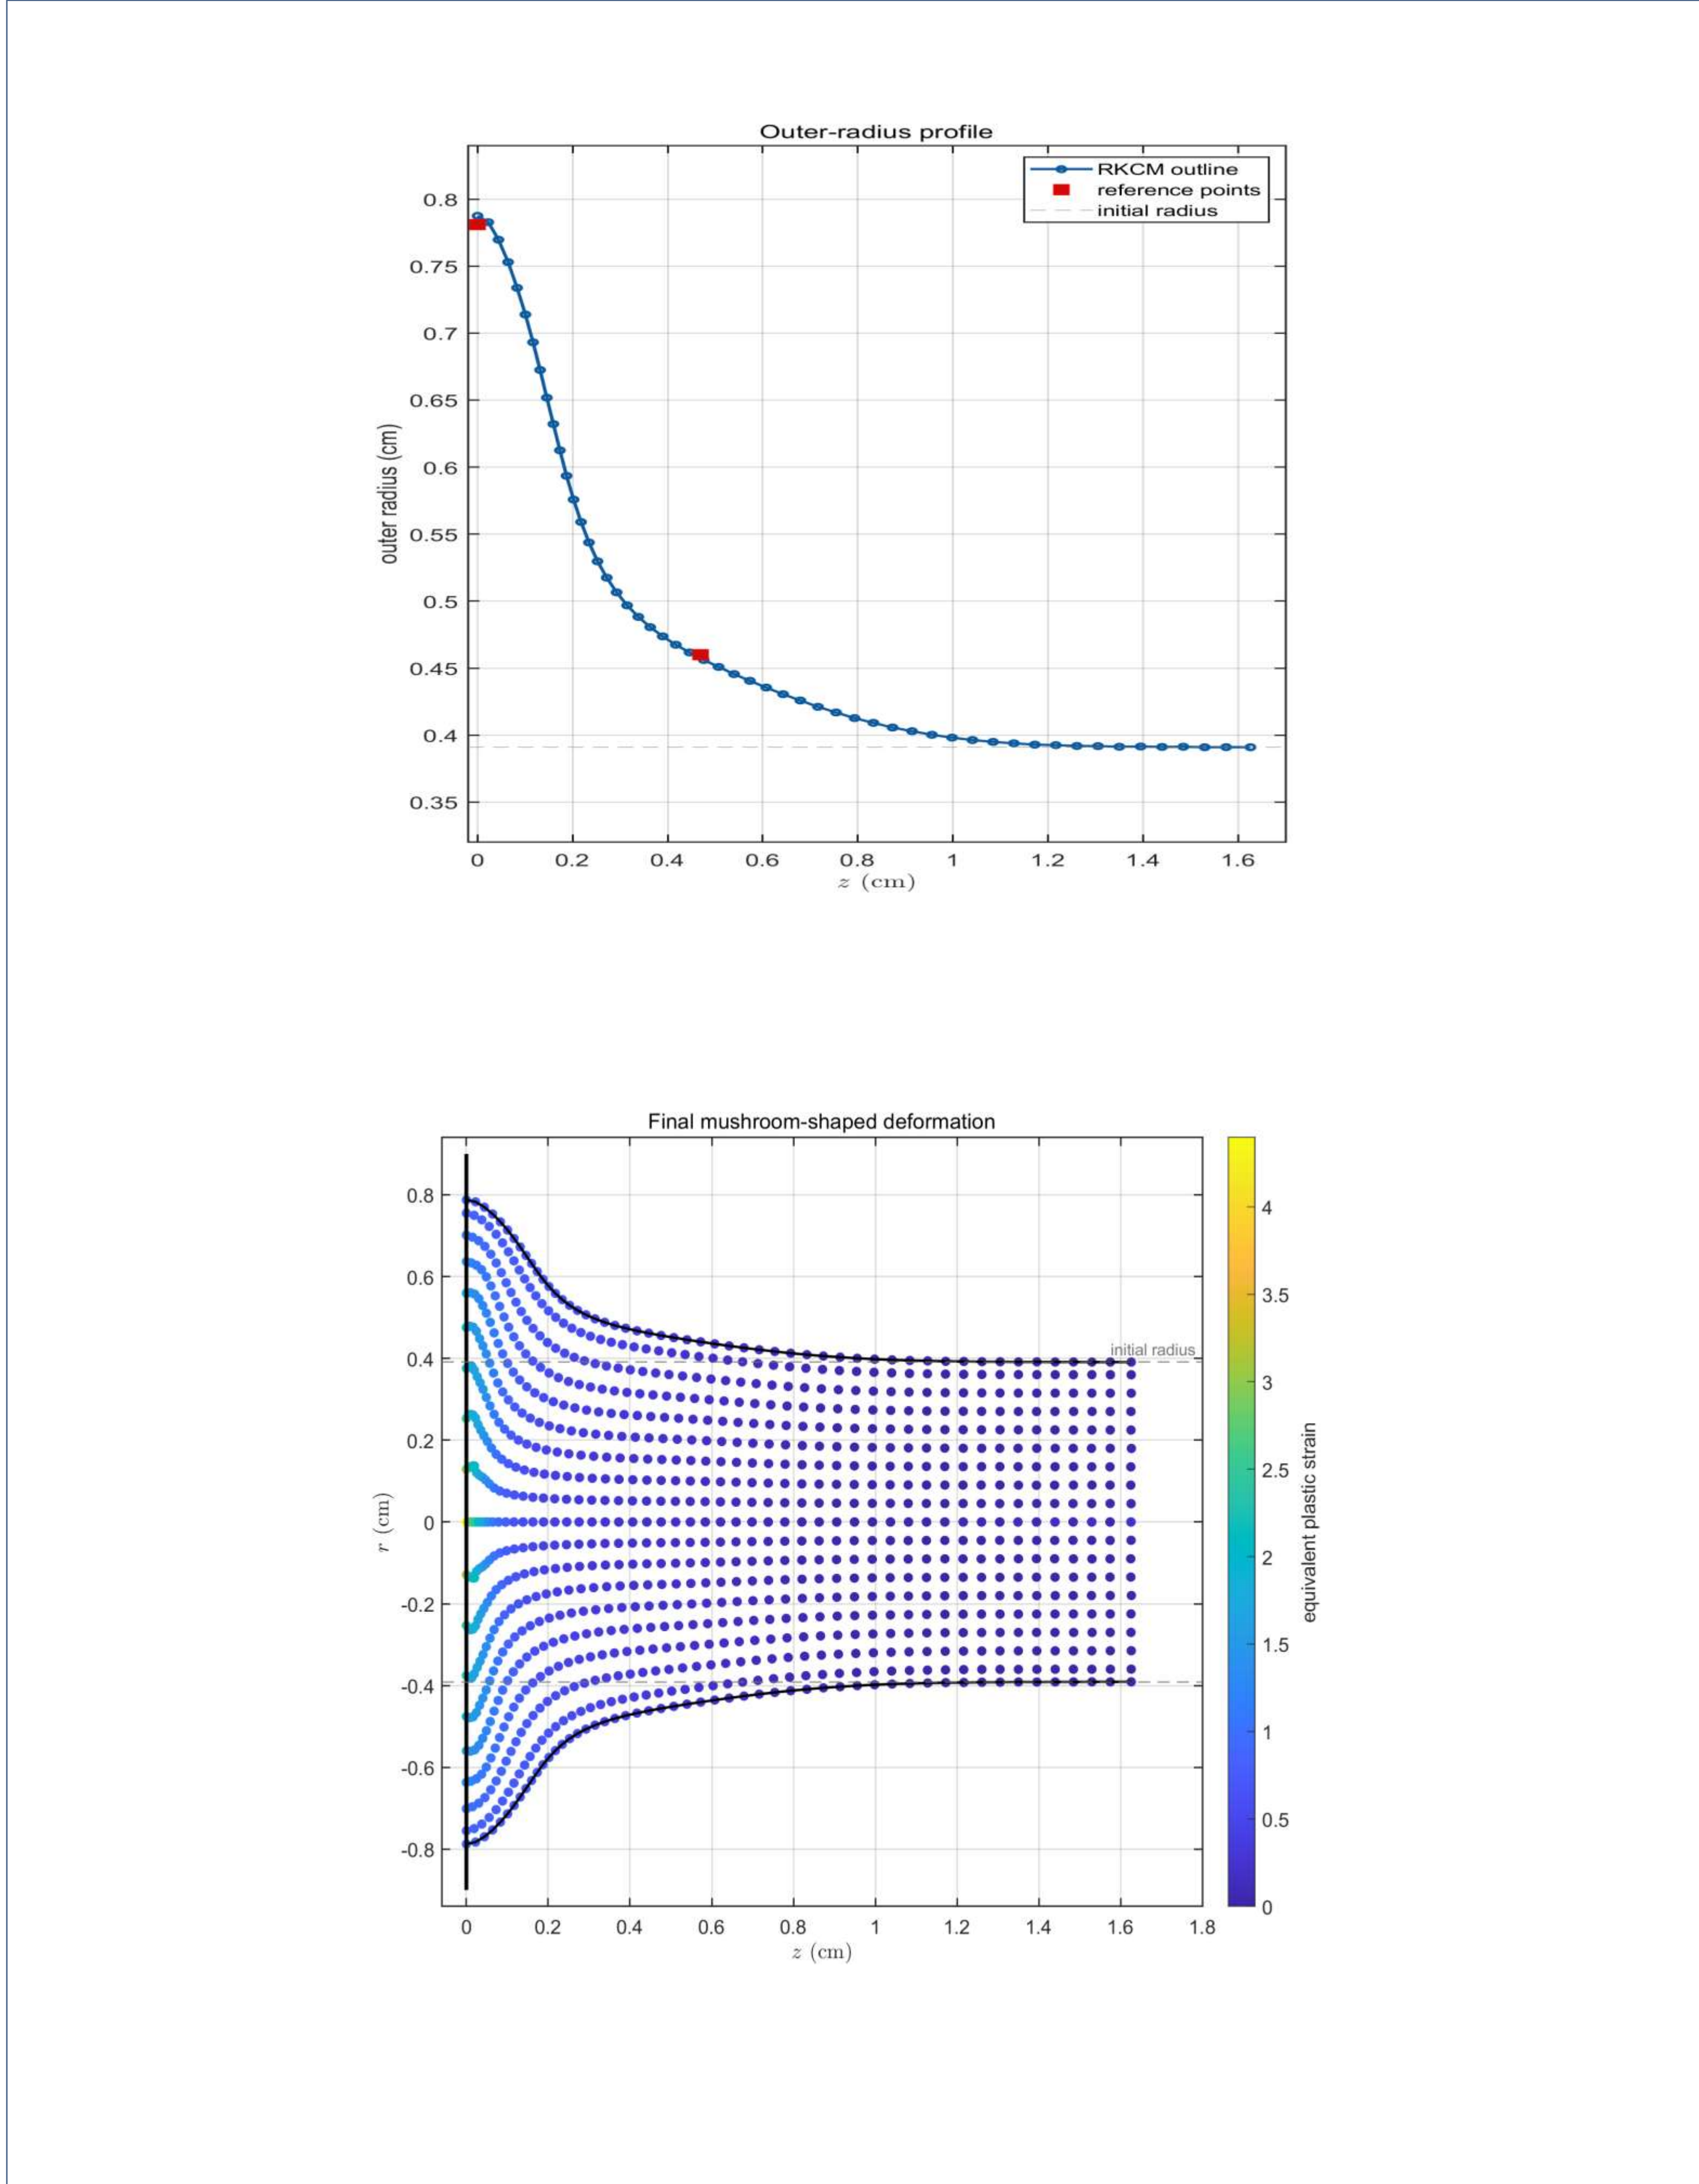 Outer-radius profile
RKCM outline
reference points
initial radius
0.8
0.75
0.7
0.65
0.6
0.55
0.5
0.45
0.4
0.35
outer radius (cm)
0 0.2 0.4 0.6 0.8 1 1.2 1.4 1.6
z (cm)
Final mushroom-shaped deformation
0.8
0.6
0.4
0.2
0
-0.2
-0.4
-0.6
-0.8
r (cm)
initial radius
0 0.2 0.4 0.6 0.8 1 1.2 1.4 1.6 1.8
z (cm)
4
3.5
3
2.5
2
1.5
1
0.5
0
equivalent plastic strain